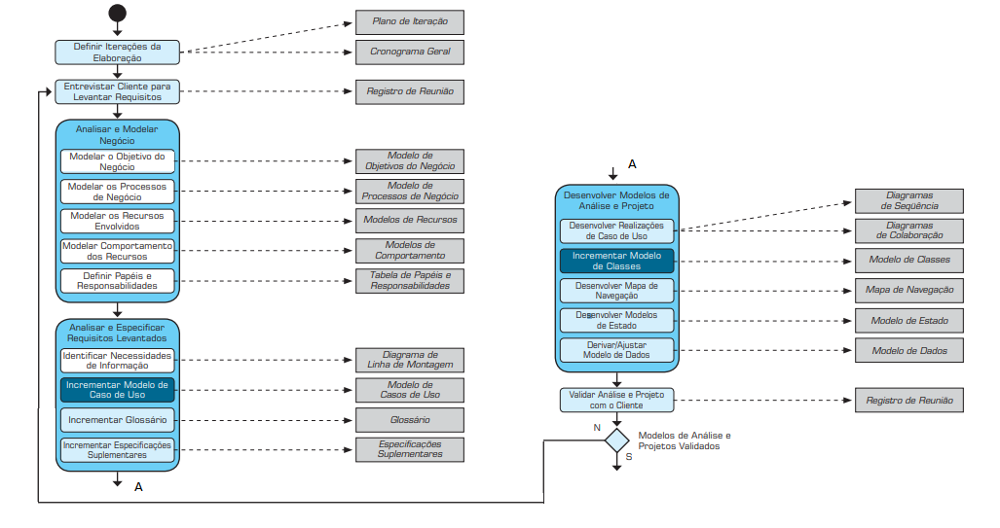 Definir Iterações da
Elaboração
Plano de Iteração
Cronograma Geral
Entrevistar Cliente para
Levantar Requisitos
Registro de Reunião
Analisar e Modelar
Negócio
Modelar o Objetivo do
Negócio
Modelo de
Objetivos do Negócio
Modelar os Processos
de Negócio
Modelo de
Processos de Negócio
Modelar os Recursos
Envolvidos
Modelos de Recursos
Modelar Comportamento
dos Recursos
Modelos de
Comportamento
Definir Papéis e
Responsabilidades
Tabela de Papéis e
Responsabilidades
Analisar e Especificar
Requisitos Levantados
Identificar Necessidades
de Informação
Diagrama de
Linha de Montagem
Incrementar Modelo de
Caso de Uso
Modelo de
Casos de Uso
Incrementar Glossário
Glossário
Incrementar Especificações
Suplementares
Especificações
Suplementares
A
A
Desenvolver Modelos de
Análise e Projeto
Desenvolver Realizações
de Caso de Uso
Diagramas
de Seqüência
Diagramas
de Colaboração
Incrementar Modelo
de Classes
Modelo de Classes
Desenvolver Mapa de
Navegação
Mapa de Navegação
Desenvolver Modelos
de Estado
Modelo de Estado
Derivar/Ajustar
Modelo de Dados
Modelo de Dados
Validar Análise e Projeto
com o Cliente
Registro de Reunião
N
Modelos de Análise e
Projetos Validados
S